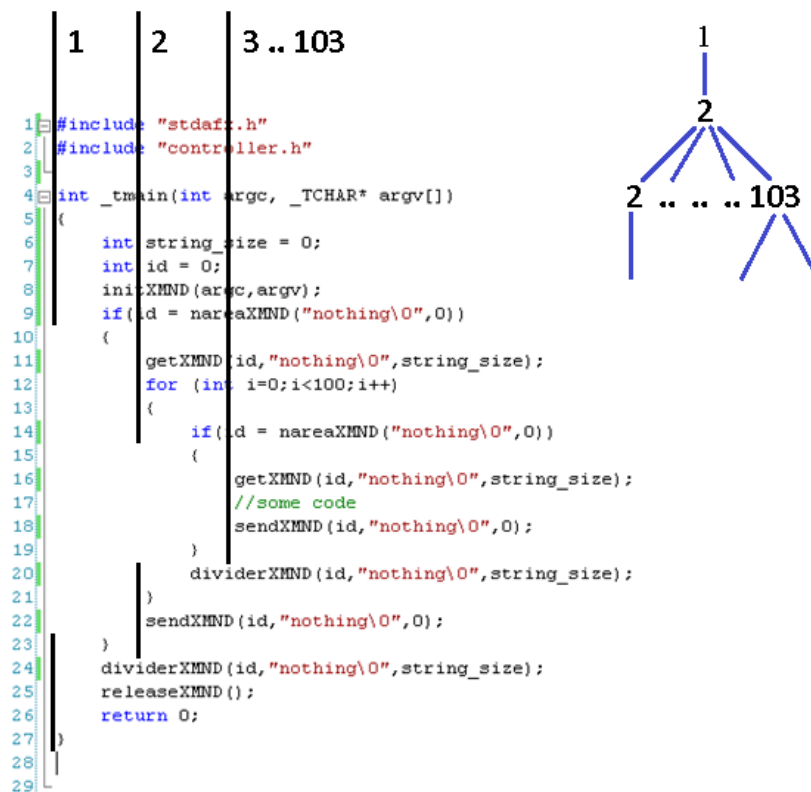 1 2 3 .. 103
1
2
2 .. .. .. 103
1 #include "stdafx.h"
2 #include "controller.h"
3
4 int _tmain(int argc, _TCHAR* argv[])
5 {
6 int string_size = 0;
7 int id = 0;
8 initXMND(argc,argv);
9 if(id = nareaXMND("nothing\0",0))
10 {
11 getXMND(id,"nothing\0",string_size);
12 for (int i=0;i<100;i++)
13 {
14 if(id = nareaXMND("nothing\0",0))
15 {
16 getXMND(id,"nothing\0",string_size);
17 //some code
18 sendXMND(id,"nothing\0",0);
19 }
20 dividerXMND(id,"nothing\0",string_size);
21 }
22 sendXMND(id,"nothing\0",0);
23 }
24 dividerXMND(id,"nothing\0",string_size);
25 releaseXMND();
26 return 0;
27 }
28
29